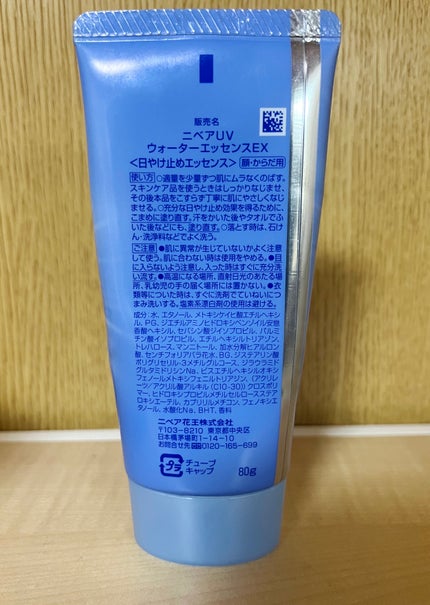 販売名
ニベアUV
ウォーターエッセンスEX
<日やけ止めエッセンス> 顔・からだ用
使い方 ○適量を少量ずつ肌にムラなくのばす。
スキンケア品を使うときはしっかりなじませ、
その後本品をこすらず丁寧に肌にやさしくなじ
ませる。○充分な日やけ止め効果を得るために、
こまめに塗り直す。汗をかいた後やタオルでふ
いた後などにも、塗り直す。○落とす時は、石け
ん・洗浄料などでよく洗う。
ご注意 ●肌に異常が生じていないかよく注意
して使う。肌に合わない時は使用をやめる。●目
に入らないよう注意し、入った時はすぐに充分洗
い流す。●高温になる場所、直射日光のあたる場
所、乳幼児の手の届く場所には置かない。●衣
類等についた時は、すぐに洗剤でていねいにつ
まみ洗いする。塩素系漂白剤の使用は避ける。
成分:水、エタノール、メトキシケイヒ酸エチルヘキシ
ル、PG、ジエチルアミノヒドロキシベンゾイル安息
香酸ヘキシル、セバシン酸ジイソプロピル、パルミ
チン酸イソプロピル、エチルヘキシルトリアゾン、
トレハロース、マンニトール、加水分解ヒアルロン
酸、センチフォリアバラ花水、BG、ジステアリン酸
ポリグリセリル-3メチルグルコース、ジラウロイル
グルタミドリシンNa、ビスエチルヘキシルオキシ
フェノールメトキシフェニルトリアジン、(アクリレ
ーツ/アクリル酸アルキル(C10-30))クロスポリ
マー、ヒドロキシプロピルメチルセルロースステア
ロキシエーテル、カプリリルメチコン、フェノキシエ
タノール、水酸化Na、BHT、香料
ニベア花王株式会社
〒103-8210 東京都中央区
日本橋茅場町1-14-10
お問合せ先 0120-165-699
プラ チューブ
キャップ 80g